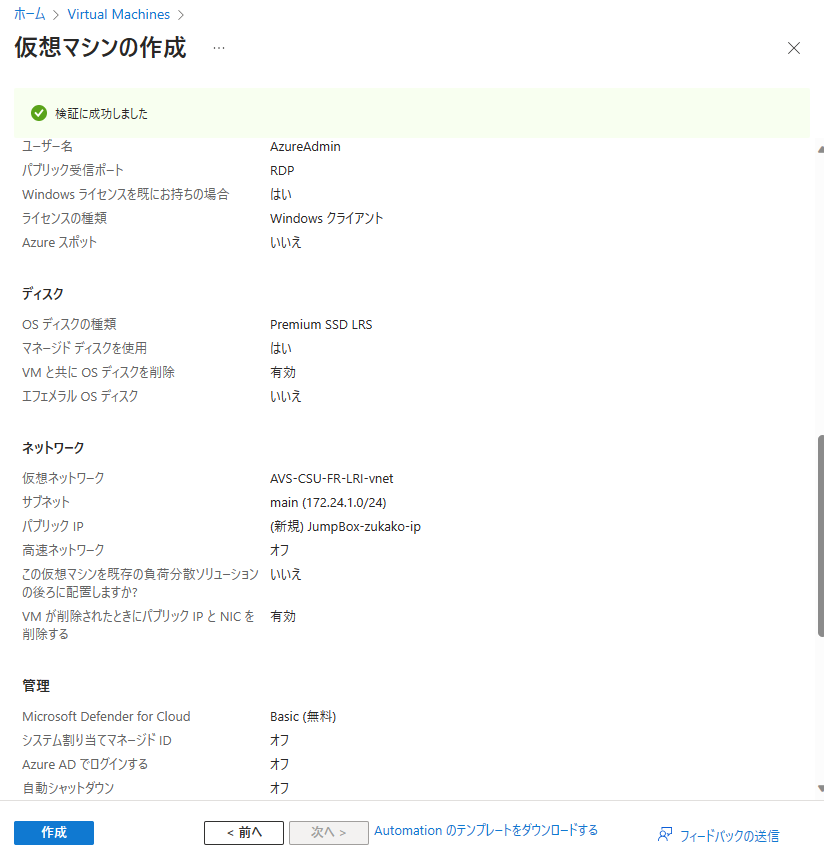 ホーム > Virtual Machines >
仮想マシンの作成 ...
検証に成功しました
ユーザー名 AzureAdmin
パブリック受信ポート RDP
Windows ライセンスを既にお持ちの場合 はい
ライセンスの種類 Windows クライアント
Azure スポット いいえ
ディスク
OS ディスクの種類 Premium SSD LRS
マネージド ディスクを使用 はい
VM と共に OS ディスクを削除 有効
エフェメラル OS ディスク いいえ
ネットワーク
仮想ネットワーク AVS-CSU-FR-LRI-vnet
サブネット main (172.24.1.0/24)
パブリック IP (新規) JumpBox-zukako-ip
高速ネットワーク オフ
この仮想マシンを既存の負荷分散ソリューション いいえ
の後ろに配置しますか?
VM が削除されたときにパブリック IP と NIC を 有効
削除する
管理
Microsoft Defender for Cloud Basic (無料)
システム割り当てマネージド ID オフ
Azure AD でログインする オフ
自動シャットダウン オフ
作成 < 前へ 次へ > Automation のテンプレートをダウンロードする フィードバックの送信